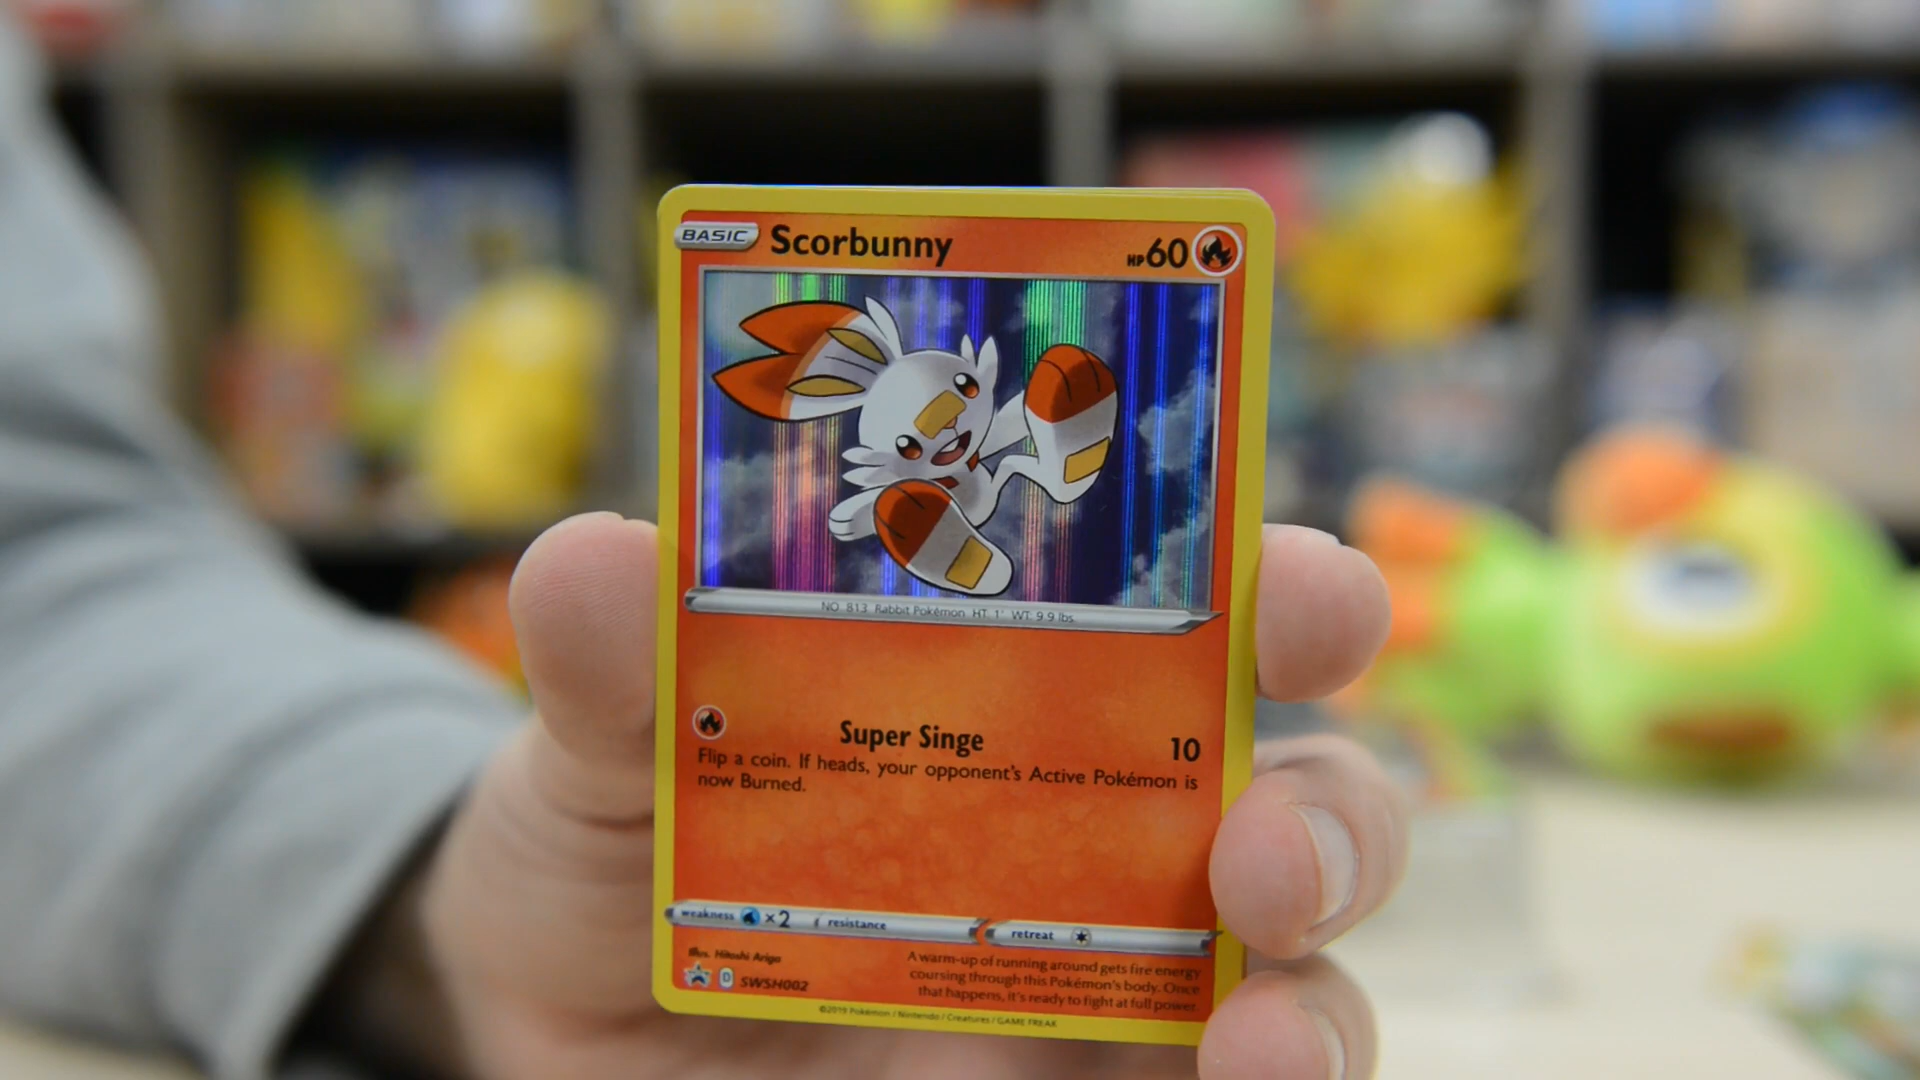 BASIC Scorbunny HP 60
NO. 813 Rabbit Pokémon HT: 1' WT: 9.9 lbs.
Super Singe 10
Flip a coin. If heads, your opponent's Active Pokémon is
now Burned.
weakness ×2 resistance retreat
Illus. Hitoshi Ariga
D SWSH002
A warm-up of running around gets fire energy
coursing through this Pokémon's body. Once
that happens, it's ready to fight at full power.
©2019 Pokémon / Nintendo / Creatures / GAME FREAK